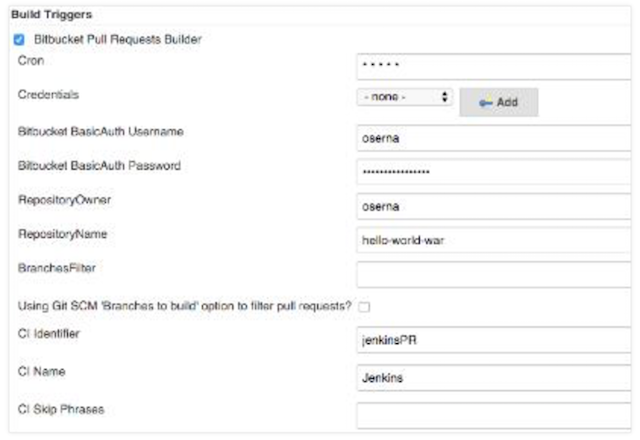 Build Triggers
Bitbucket Pull Requests Builder
Cron
* * * * *
Credentials
- none -
Add
Bitbucket BasicAuth Username
oserna
Bitbucket BasicAuth Password
••••••••••••••••
RepositoryOwner
oserna
RepositoryName
hello-world-war
BranchesFilter
Using Git SCM 'Branches to build' option to filter pull requests?
CI Identifier
jenkinsPR
CI Name
Jenkins
CI Skip Phrases